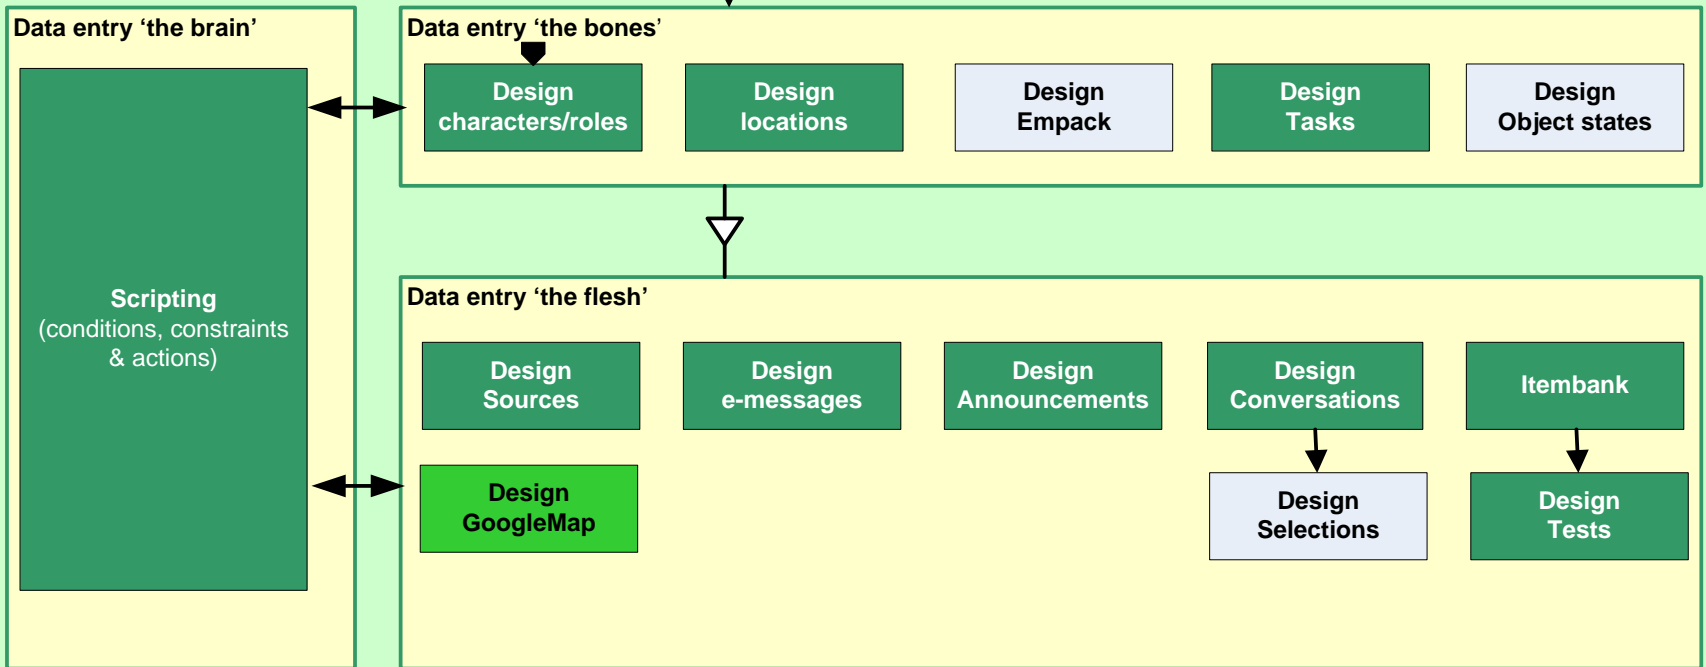 Data entry ‘the brain’
Scripting
(conditions, constraints
& actions)
Data entry ‘the bones’
Design
characters/roles
Design
locations
Design
Empack
Design
Tasks
Design
Object states
Data entry ‘the flesh’
Design
Sources
Design
e-messages
Design
Announcements
Design
Conversations
Itembank
Design
GoogleMap
Design
Selections
Design
Tests